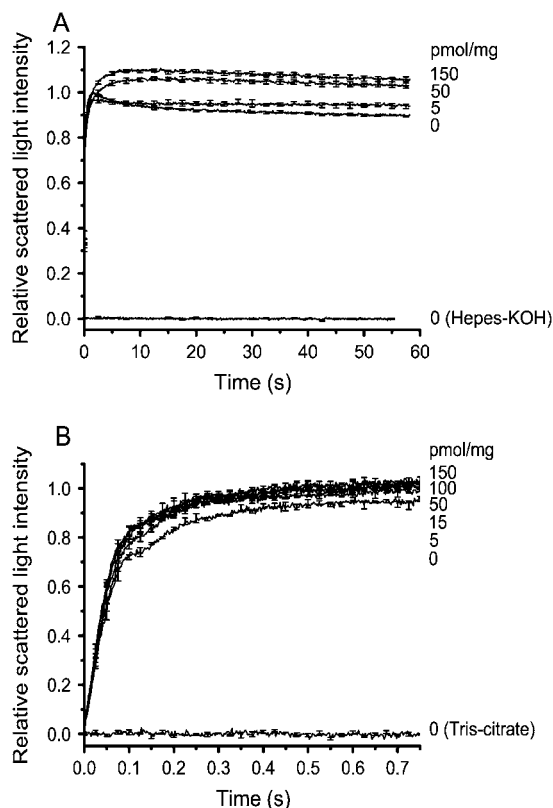 A
pmol/mg
150
50
5
0
0 (Hepes-KOH)
Relative scattered light intensity
1.2
1.0
0.8
0.6
0.4
0.2
0.0
0 10 20 30 40 50 60
Time (s)
B
pmol/mg
150
100
50
15
5
0
0 (Tris-citrate)
Relative scattered light intensity
1.0
0.8
0.6
0.4
0.2
0.0
0.0 0.1 0.2 0.3 0.4 0.5 0.6 0.7
Time (s)